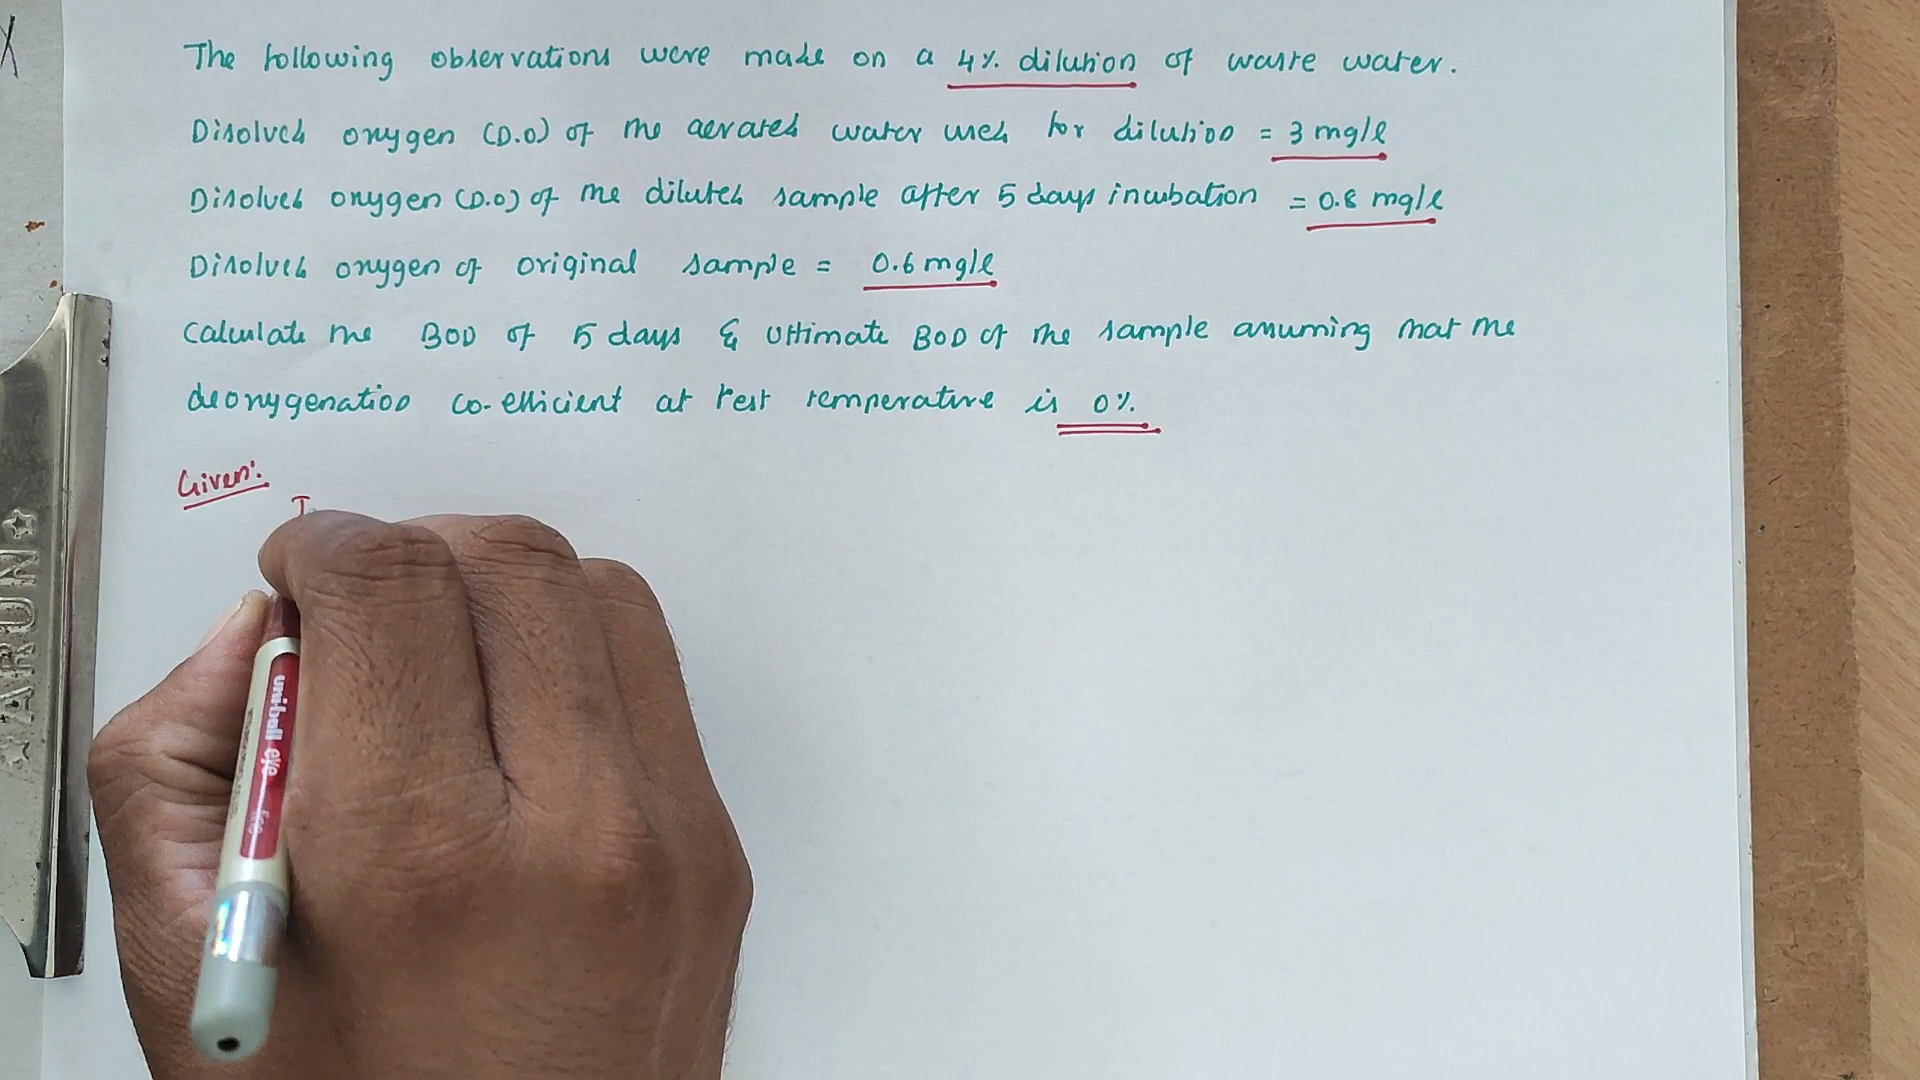 The following observations were made on a 4% dilution of waste water.
Disolved oxygen (D.O) of the aerated water used for dilution = 3 mg/l
Disolved oxygen (D.O) of the diluted sample after 5 days incubation = 0.8 mg/l
Disolved oxygen of original sample = 0.6 mg/l
Calculate the BOD of 5 days & Ultimate BOD of the sample assuming that the
deoxygenation co-efficient at test temperature is 0%.
Given:
ARUN
uniball eye